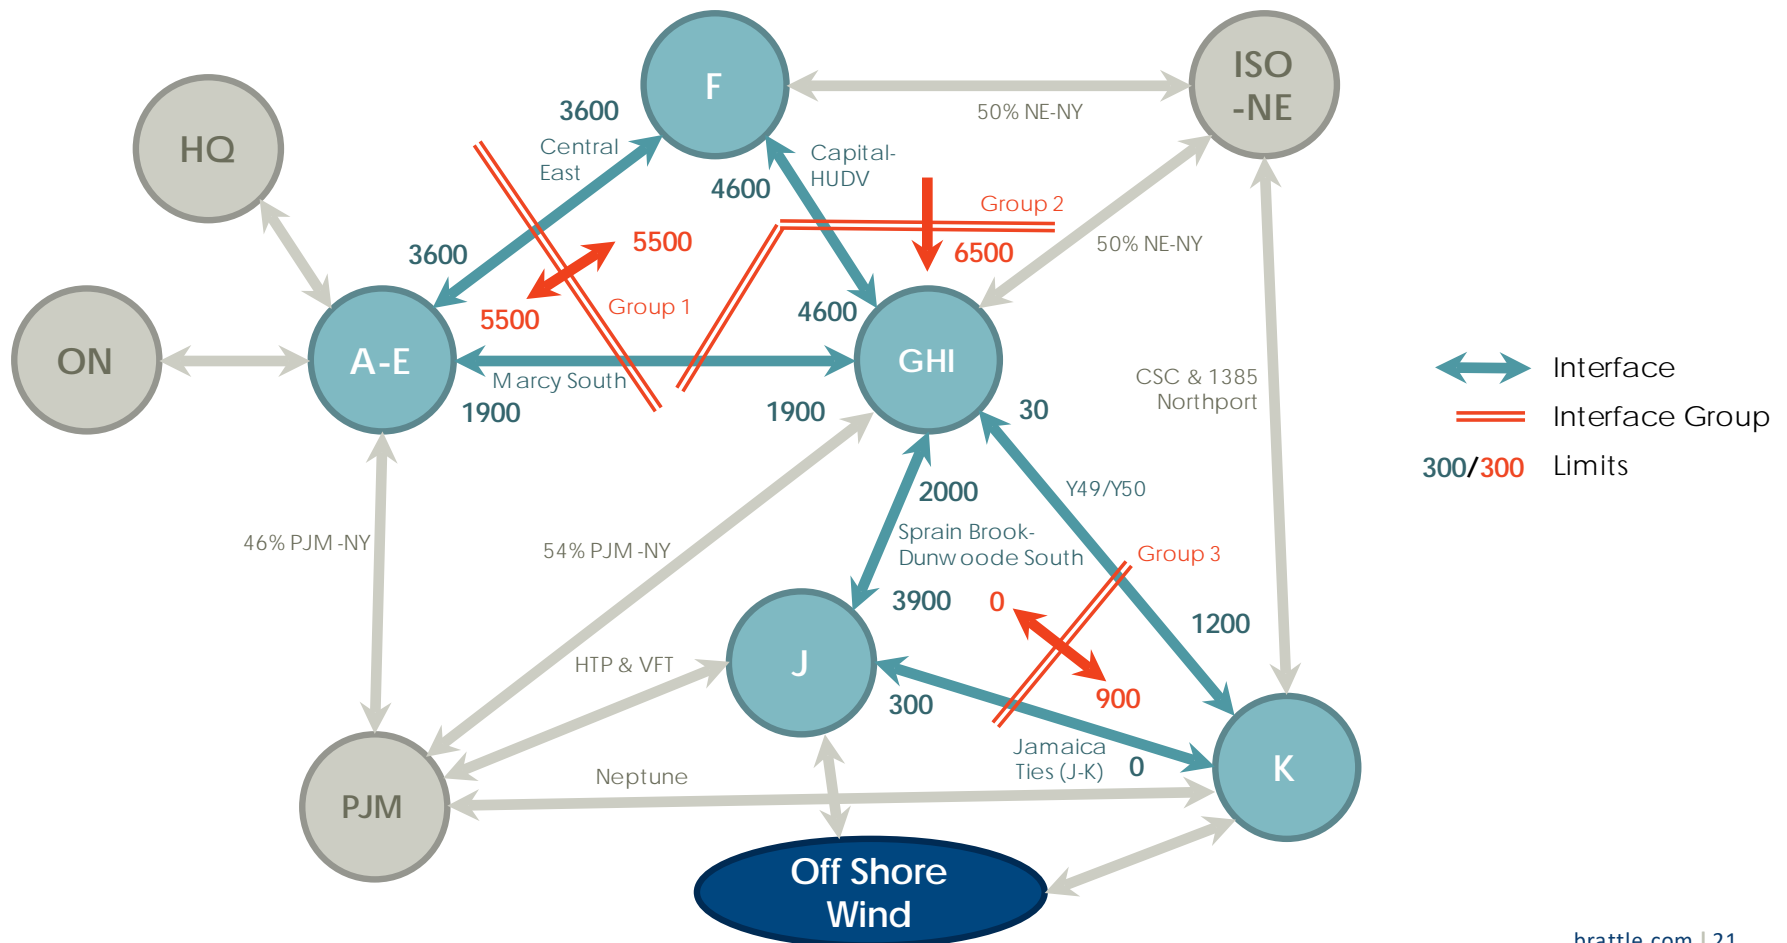 F
ISO
-NE
3600
50% NE-NY
HQ
Central
East
Capital-
HUDV
4600
Group 2
3600
5500
6500
50% NE-NY
5500
Group 1
4600
ON
A-E
GHI
Marcy South
1900
1900
30
CSC & 1385
Northport
Interface
Interface Group
300/300 Limits
2000
Y49/Y50
46% PJM-NY
54% PJM-NY
Sprain Brook-
Dunwoode South
Group 3
3900
0
1200
J
HTP & VFT
300
900
Jamaica
Ties (J-K)
0
K
Neptune
PJM
Off Shore
Wind
brattle.com | 21